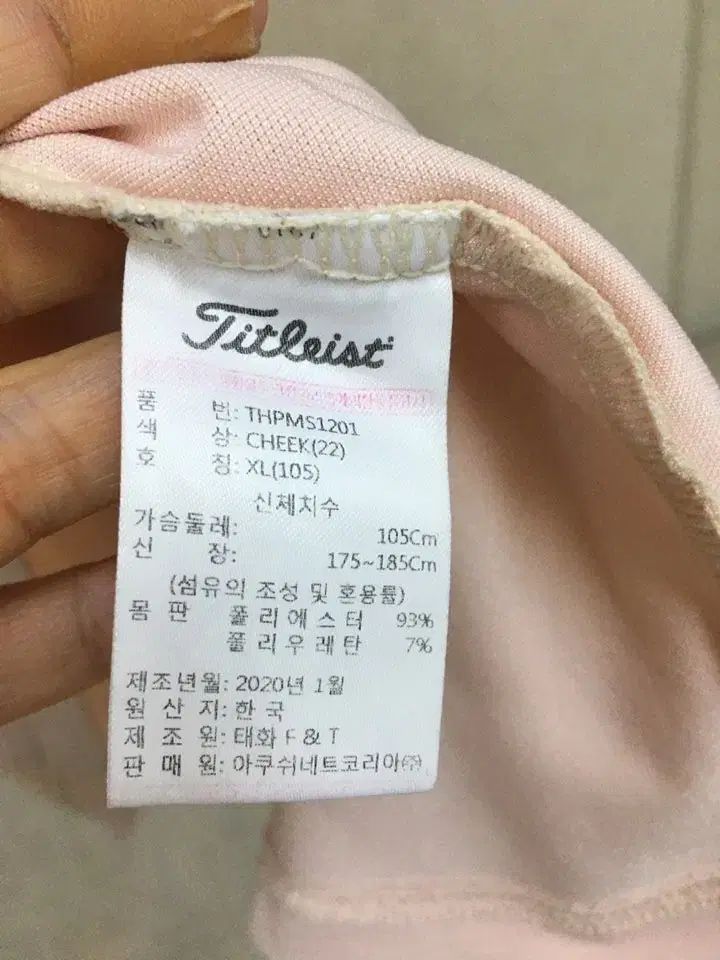 Titleist
품 번: THPMS1201
색 상: CHEEK(22)
호 칭: XL(105)
신체치수
가슴둘레: 105Cm
신 장: 175~185Cm
(섬유의 조성 및 혼용률)
몸 판 폴리에스터 93%
폴리우레탄 7%
제조년월: 2020년 1월
원 산 지: 한 국
제 조 원: 태화 F & T
판 매 원: 아쿠쉬네트코리아㈜